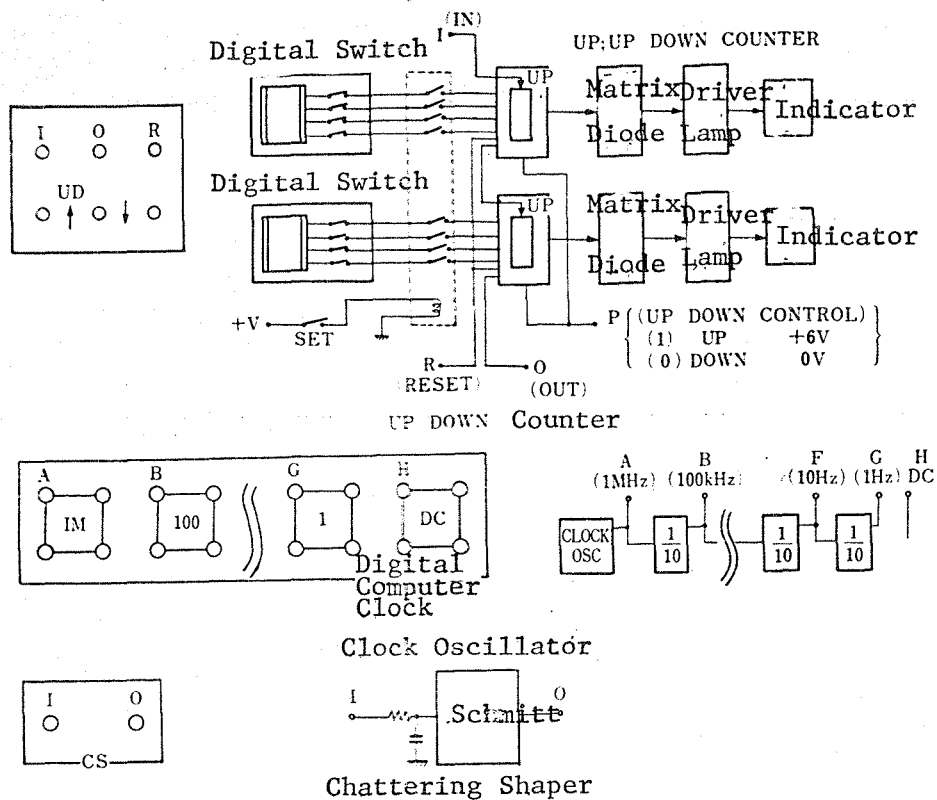 (IN)
I
Digital Switch
UP;UP DOWN COUNTER
UP
Matrix
Diode
Driver
Lamp
Indicator
I O R
UD
Digital Switch
UP
Matrix
Diode
Driver
Lamp
Indicator
+V
SET
P
(UP DOWN CONTROL)
(1) UP +6V
(0) DOWN 0V
R
(RESET)
O
(OUT)
UP DOWN Counter
A B G H
IM 100 1 DC
Digital
Computer
Clock
A B F G H
(1MHz) (100kHz) (10Hz) (1Hz) DC
CLOCK
OSC
1
10
1
10
1
10
Clock Oscillator
I O
CS
I O
Schmitt
Chattering Shaper